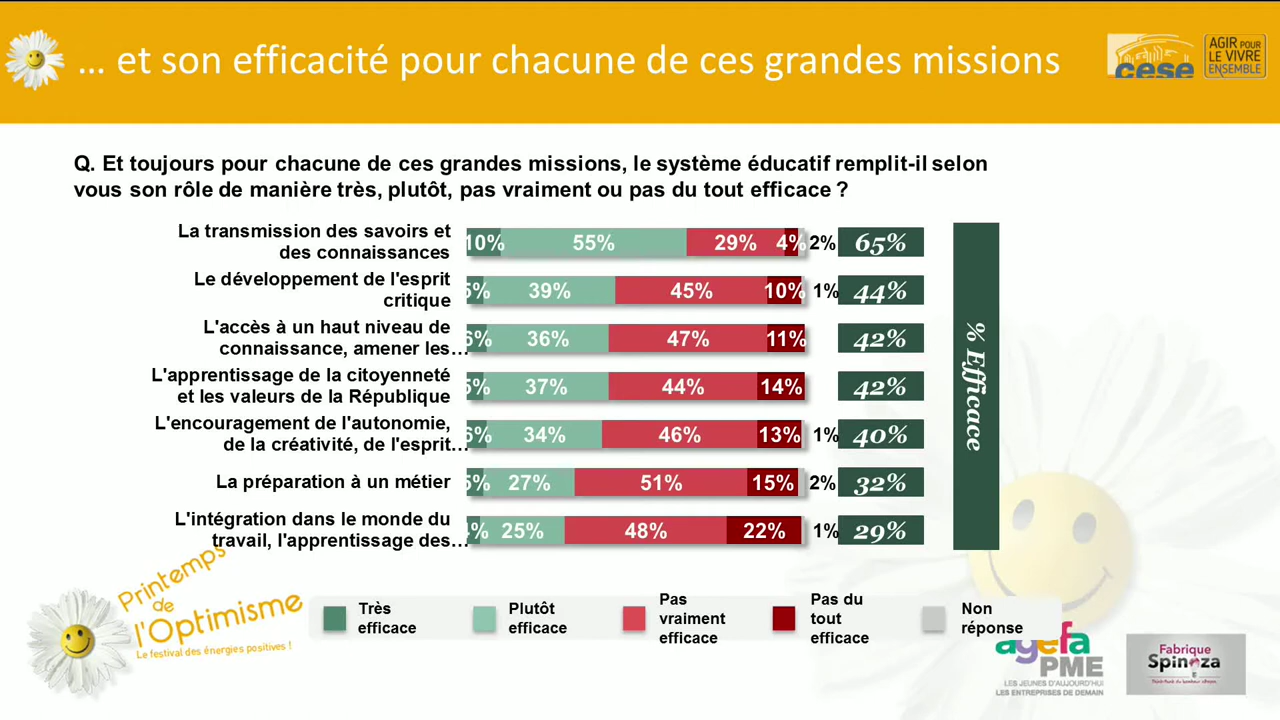 ... et son efficacité pour chacune de ces grandes missions
cese
AGIR POUR
LE VIVRE
ENSEMBLE
Q. Et toujours pour chacune de ces grandes missions, le système éducatif remplit-il selon
vous son rôle de manière très, plutôt, pas vraiment ou pas du tout efficace ?
La transmission des savoirs et
des connaissances
10% 55% 29% 4% 2% 65%
Le développement de l'esprit
critique
5% 39% 45% 10% 1% 44%
L'accès à un haut niveau de
connaissance, amener les...
6% 36% 47% 11% 42%
L'apprentissage de la citoyenneté
et les valeurs de la République
5% 37% 44% 14% 42%
L'encouragement de l'autonomie,
de la créativité, de l'esprit...
6% 34% 46% 13% 1% 40%
La préparation à un métier
5% 27% 51% 15% 2% 32%
L'intégration dans le monde du
travail, l'apprentissage des...
4% 25% 48% 22% 1% 29%
% Efficace
Printemps
de
l'Optimisme
Le festival des énergies positives !
Très
efficace
Plutôt
efficace
Pas
vraiment
efficace
Pas du
tout
efficace
Non
réponse
agefa
PME
LES JEUNES D'AUJOURD'HUI
LES ENTREPRISES DE DEMAIN
Fabrique
Spinoza